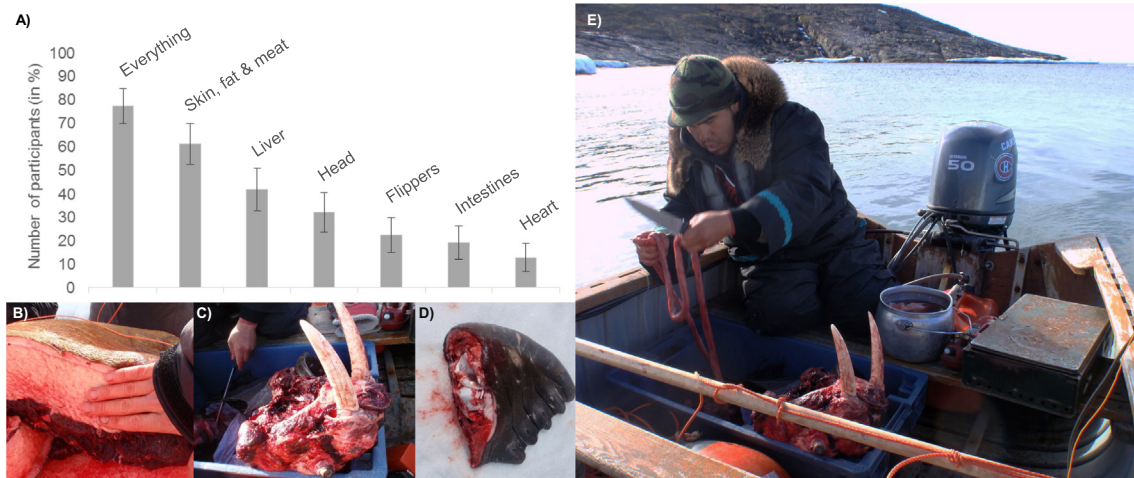 A)
Number of participants (in %)
100
90
80
70
60
50
40
30
20
10
0
Everything
Skin, fat & meat
Liver
Head
Flippers
Intestines
Heart
B)
C)
D)
E)
50
CAN